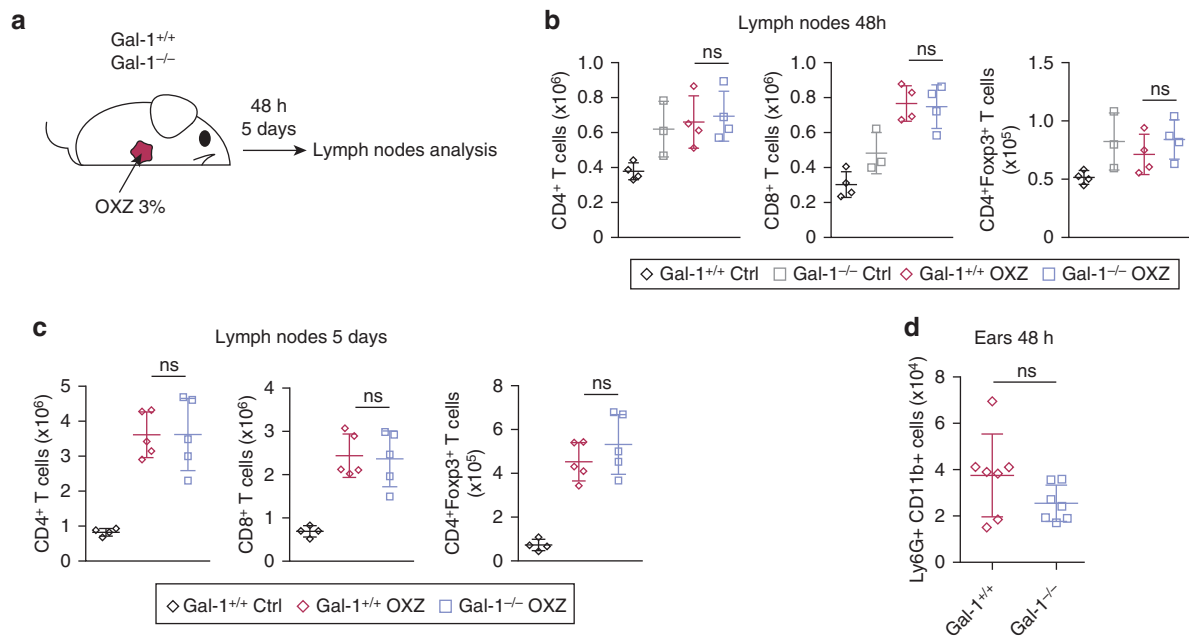 a
Gal-1+/+
Gal-1−/−
48 h
5 days
Lymph nodes analysis
OXZ 3%
b
Lymph nodes 48h
CD4+ T cells (x10⁶)
1.0
0.8
0.6
0.4
0.2
0
ns
CD8+ T cells (x10⁶)
1.0
0.8
0.6
0.4
0.2
0
ns
CD4+Foxp3+ T cells
(x10⁵)
1.5
1.0
0.5
0
ns
Gal-1+/+ Ctrl Gal-1−/− Ctrl Gal-1+/+ OXZ Gal-1−/− OXZ
c
Lymph nodes 5 days
CD4+ T cells (x10⁶)
5
4
3
2
1
0
ns
CD8+ T cells (x10⁶)
4
3
2
1
0
ns
CD4+Foxp3+ T cells
(x10⁵)
8
6
4
2
0
ns
Gal-1+/+ Ctrl Gal-1+/+ OXZ Gal-1−/− OXZ
d
Ears 48 h
Ly6G+ CD11b+ cells (x10⁴)
8
6
4
2
0
ns
Gal-1+/+
Gal-1−/−